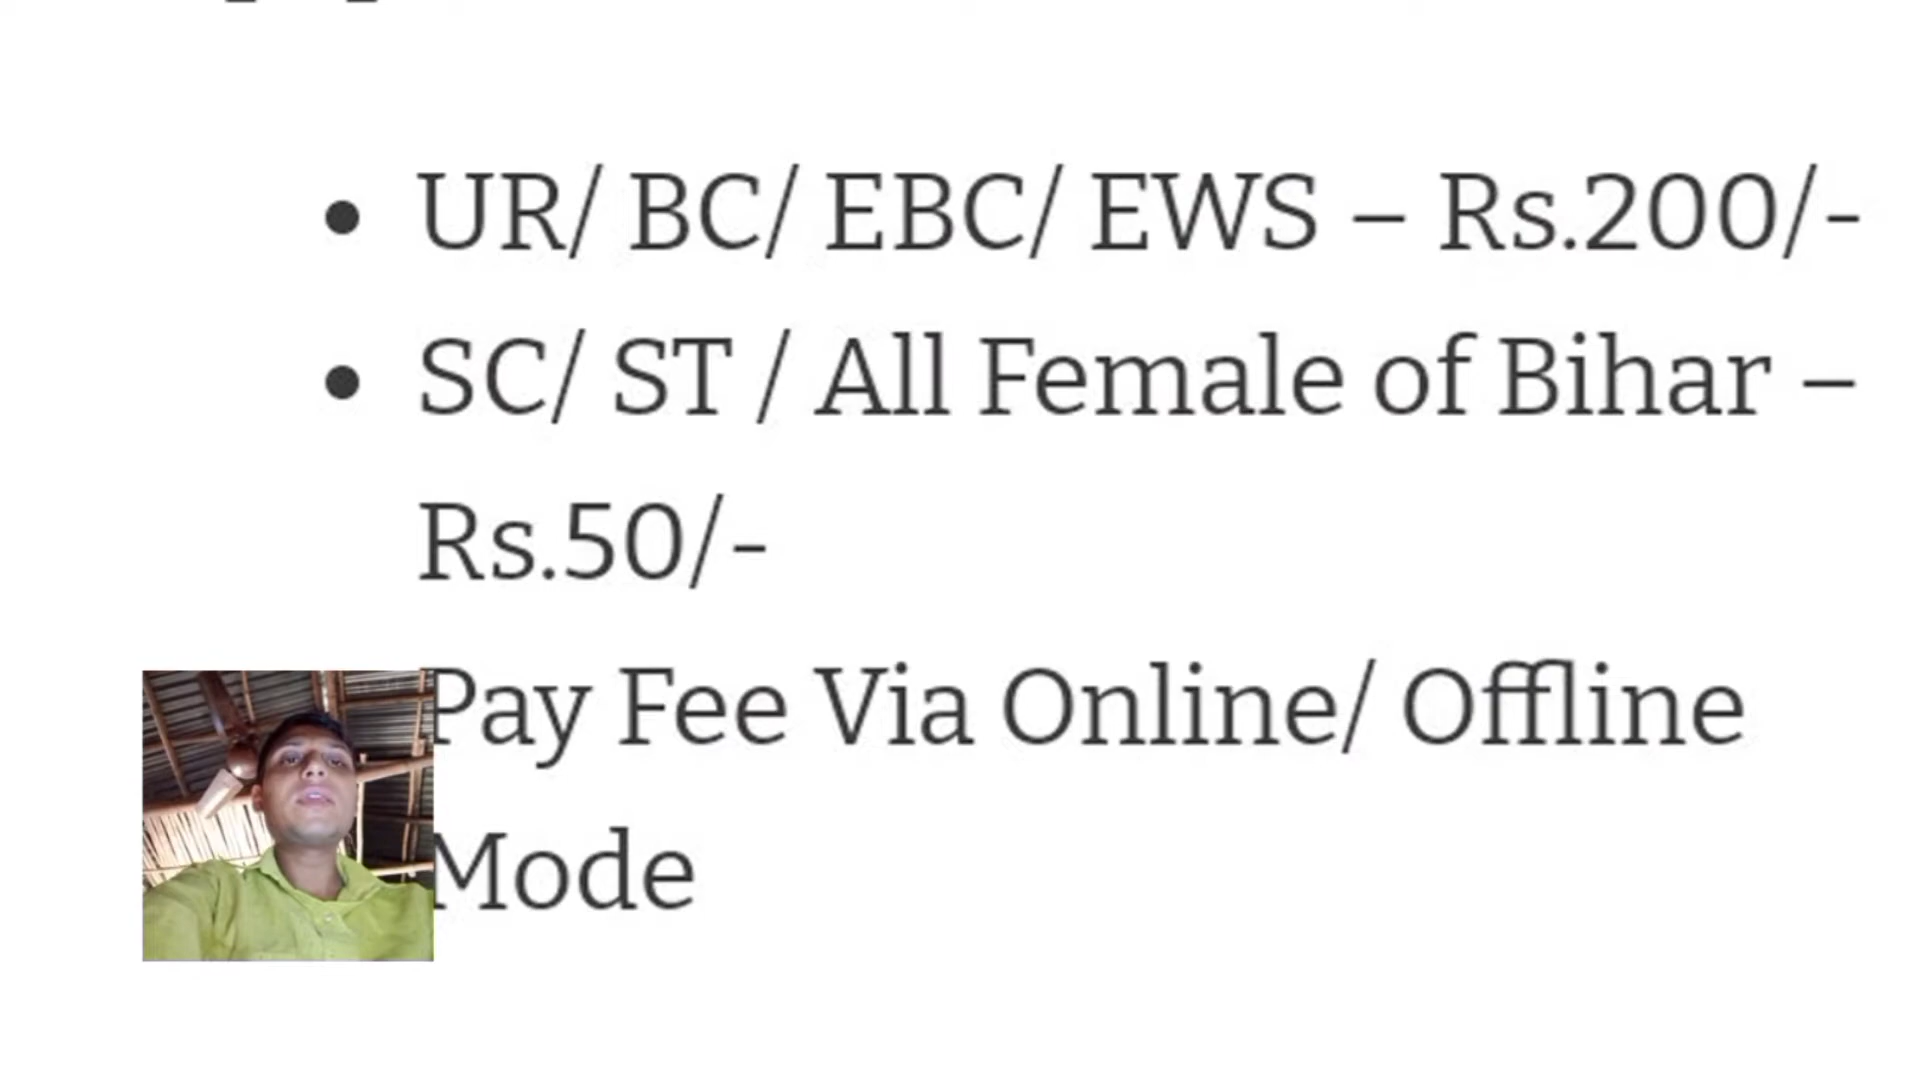 UR/ BC/ EBC/ EWS – Rs.200/-
SC/ ST / All Female of Bihar –
Rs.50/-
Pay Fee Via Online/ Offline
Mode